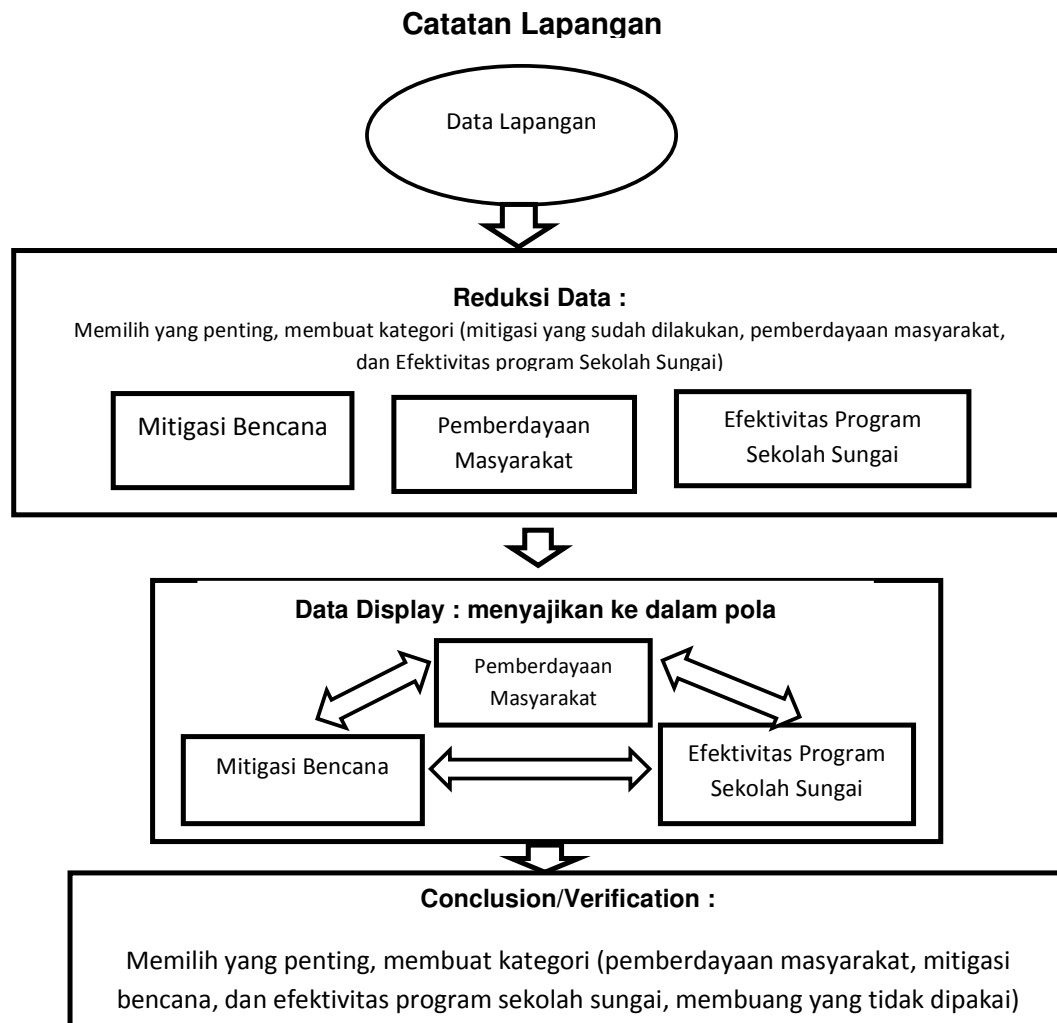 Catatan Lapangan
Data Lapangan
Reduksi Data :
Memilih yang penting, membuat kategori (mitigasi yang sudah dilakukan, pemberdayaan masyarakat,
dan Efektivitas program Sekolah Sungai)
Mitigasi Bencana
Pemberdayaan
Masyarakat
Efektivitas Program
Sekolah Sungai
Data Display : menyajikan ke dalam pola
Pemberdayaan
Masyarakat
Mitigasi Bencana
Efektivitas Program
Sekolah Sungai
Conclusion/Verification :
Memilih yang penting, membuat kategori (pemberdayaan masyarakat, mitigasi
bencana, dan efektivitas program sekolah sungai, membuang yang tidak dipakai)